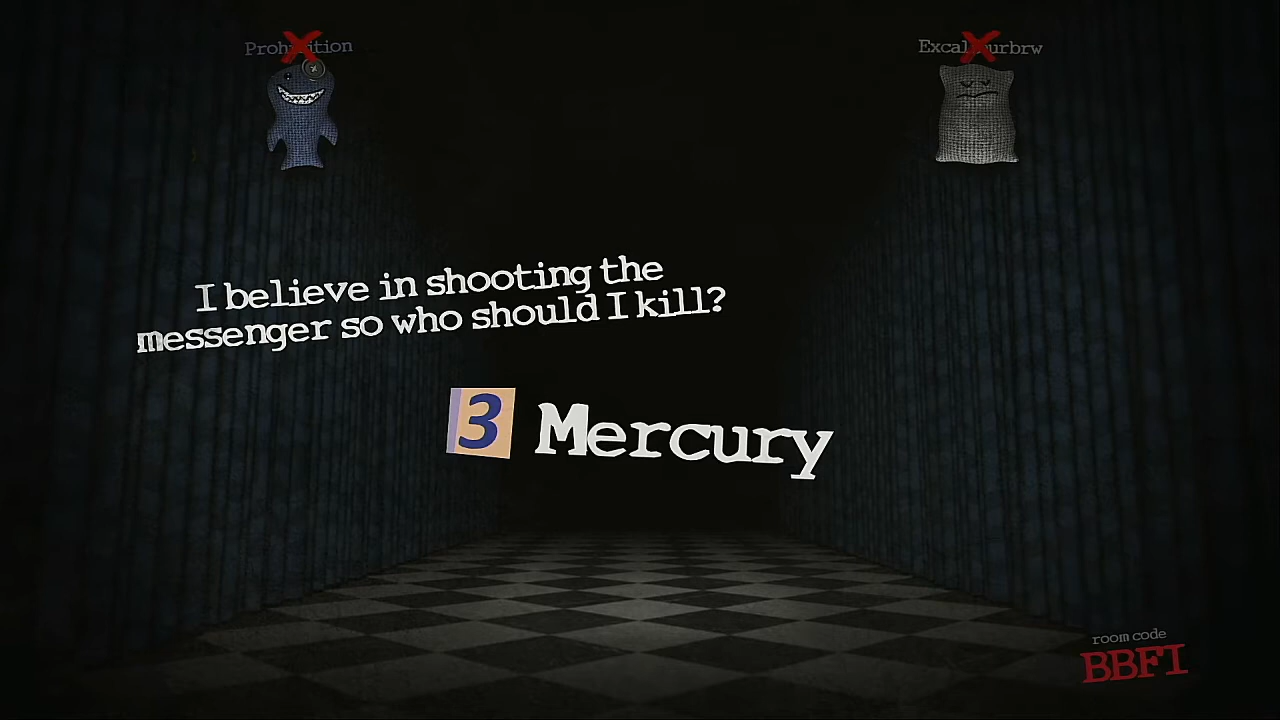 I believe in shooting the
messenger so who should I kill?
3 Mercury
room code
BBFI